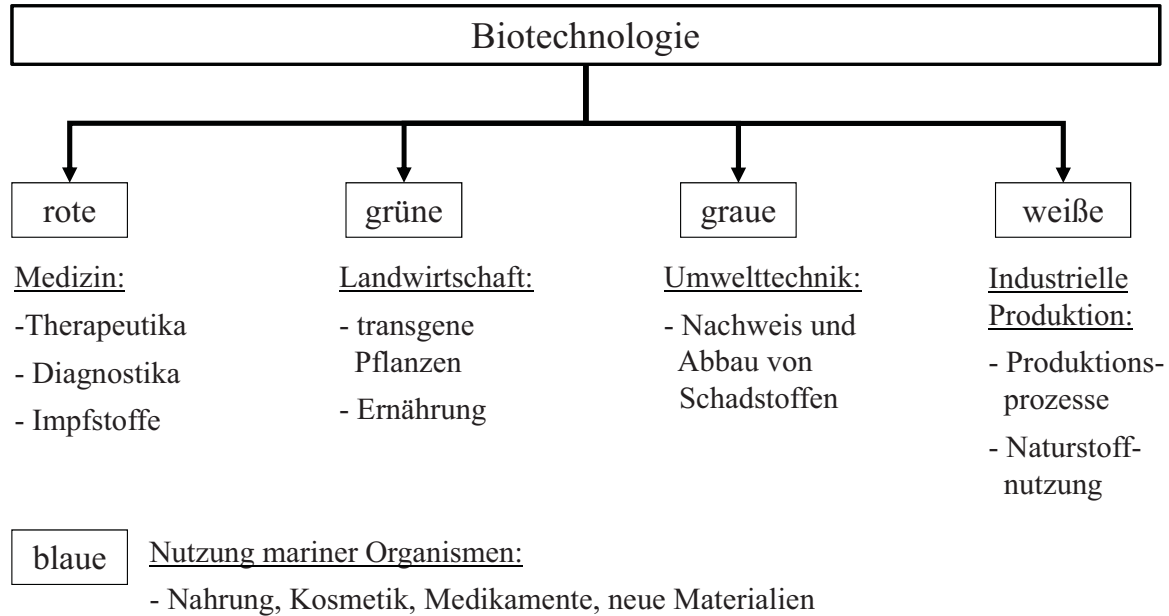 Biotechnologie
rote
Medizin:
-Therapeutika
- Diagnostika
- Impfstoffe
grüne
Landwirtschaft:
- transgene
Pflanzen
- Ernährung
graue
Umwelttechnik:
- Nachweis und
Abbau von
Schadstoffen
weiße
Industrielle
Produktion:
- Produktions-
prozesse
- Naturstoff-
nutzung
blaue
Nutzung mariner Organismen:
- Nahrung, Kosmetik, Medikamente, neue Materialien